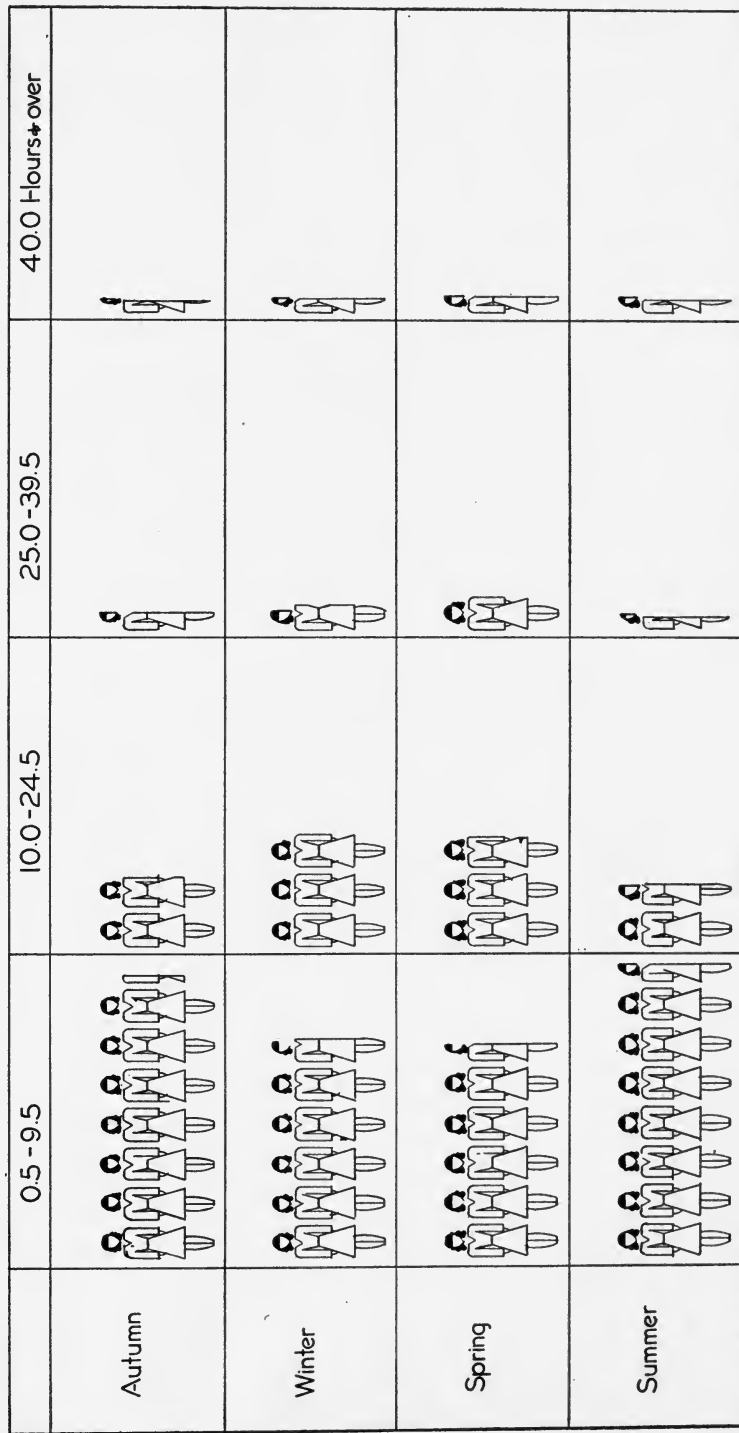 0.5 - 9.5
10.0 - 24.5
25.0 - 39.5
40.0 Hours + over
Autumn
Winter
Spring
Summer